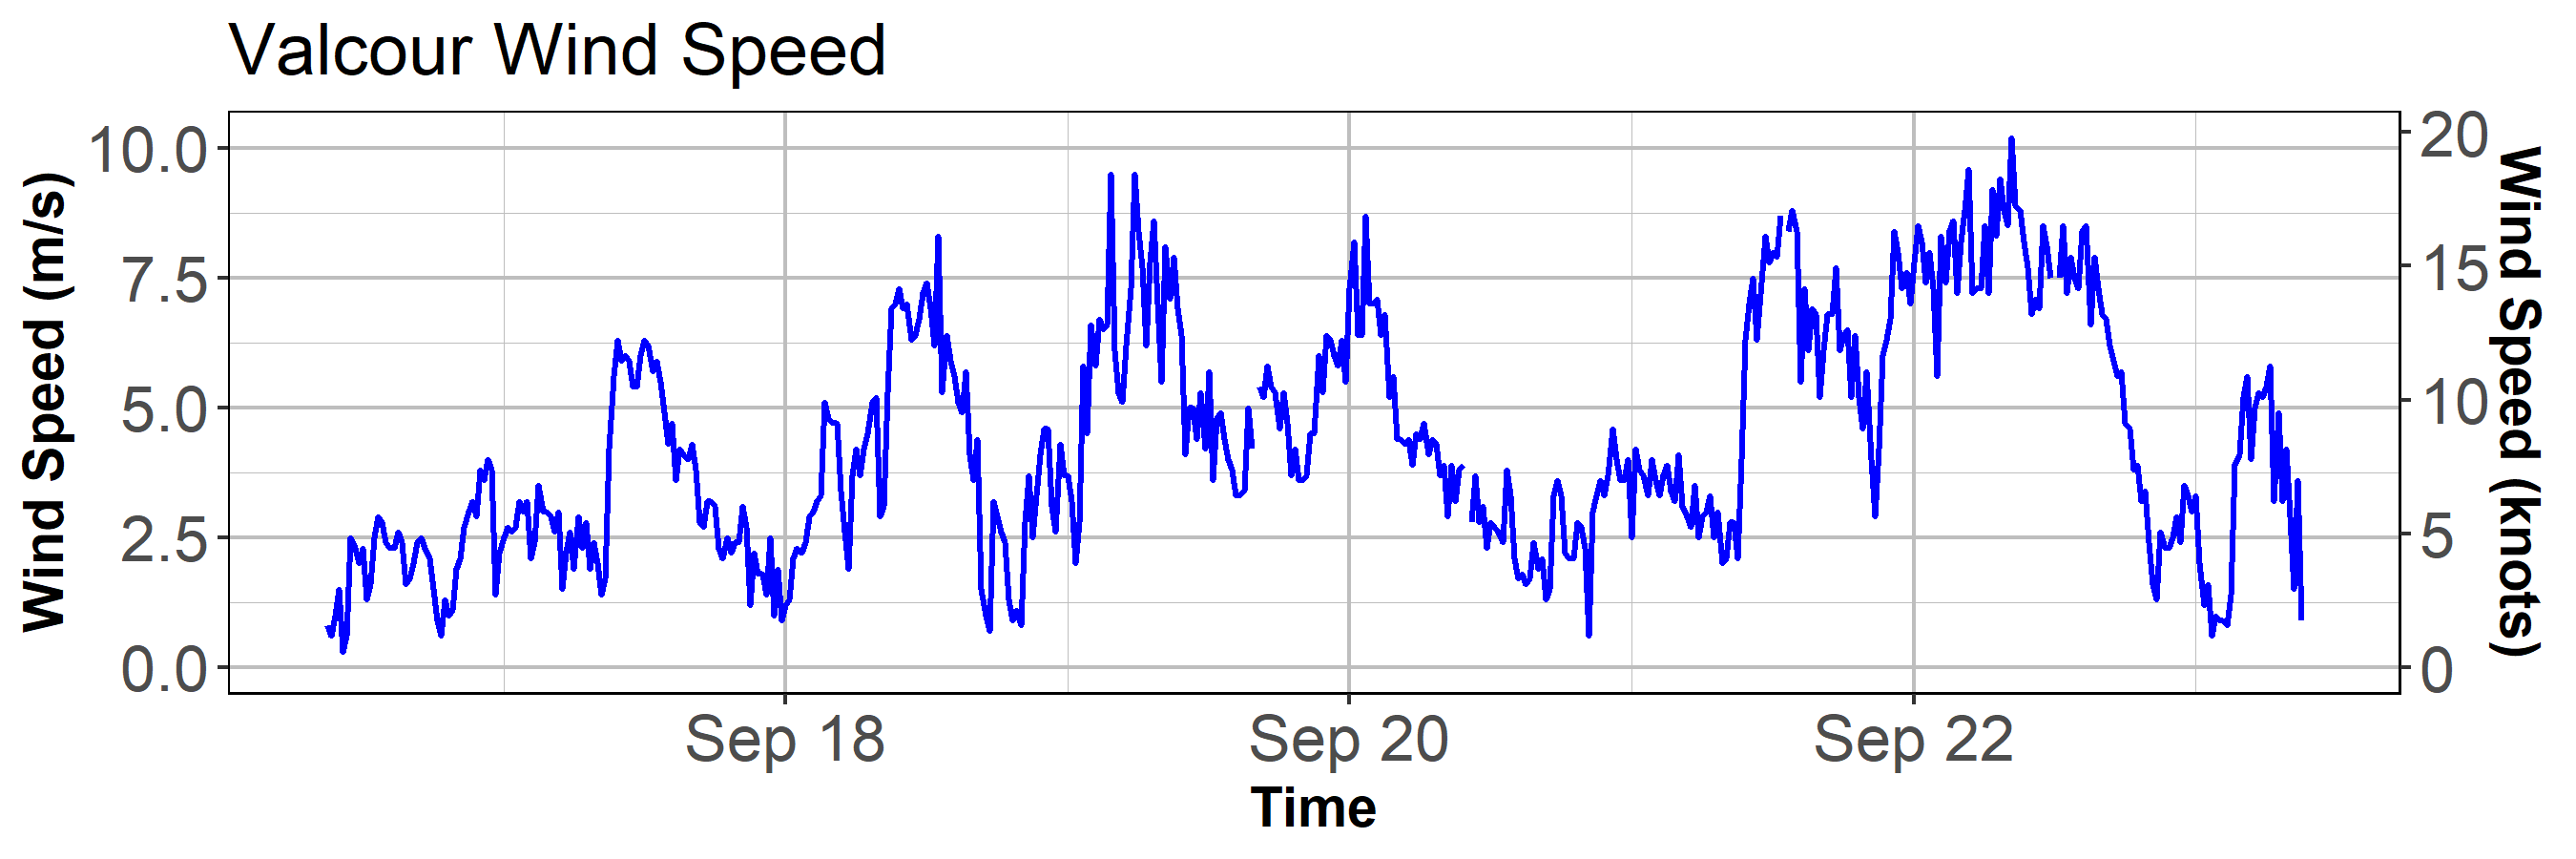 Valcour Wind Speed
Wind Speed (m/s)
10.0
7.5
5.0
2.5
0.0
20
15
10
5
0
Wind Speed (knots)
Sep 18
Sep 20
Sep 22
Time